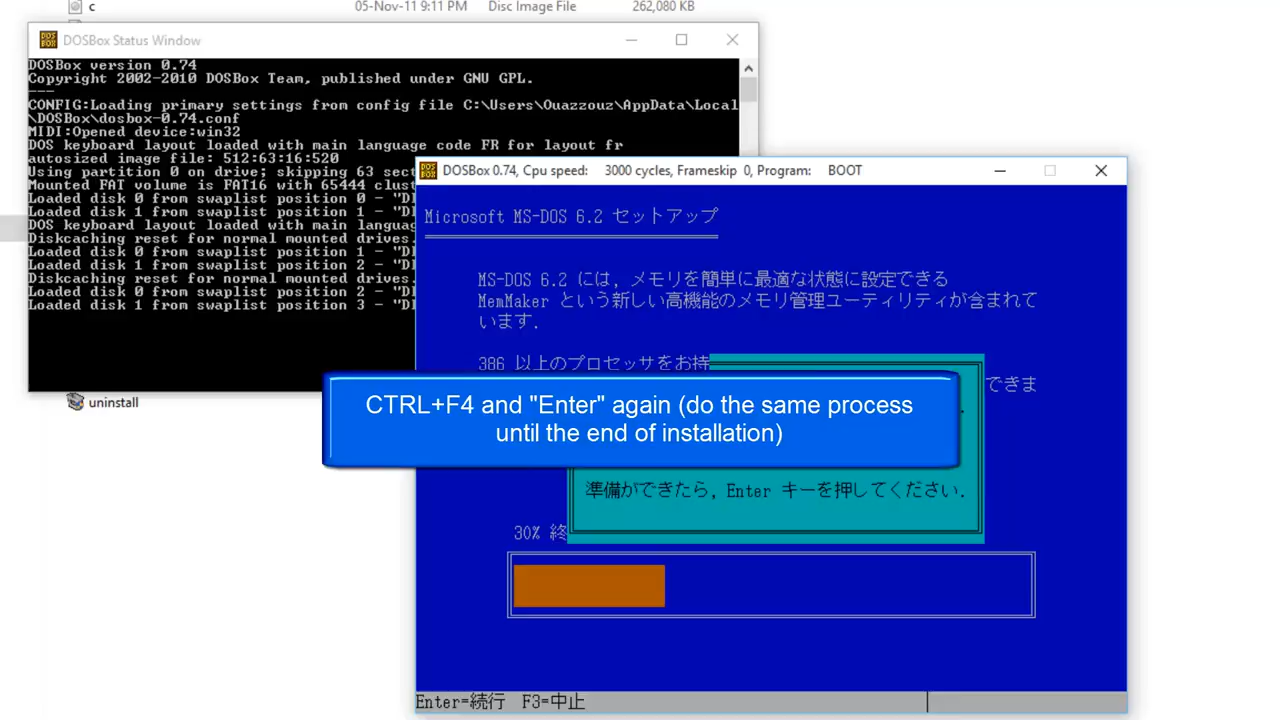 c 05-Nov-11 9:11 PM Disc Image File 262,080 KB
DOSBox Status Window
DOSBox version 0.74
Copyright 2002-2010 DOSBox Team, published under GNU GPL.
---
CONFIG:Loading primary settings from config file C:\Users\Ouazzouz\AppData\Local
\DOSBox\dosbox-0.74.conf
MIDI:Opened device:win32
DOS keyboard layout loaded with main language code FR for layout fr
autosized image file: 512:63:16:520
Using partition 0 on drive; skipping 63 sect
Mounted FAT volume is FAT16 with 65444 clust
Loaded disk 0 from swaplist position 0 - "D
Loaded disk 1 from swaplist position 1 - "D
DOS keyboard layout loaded with main languag
Diskcaching reset for normal mounted drives.
Loaded disk 0 from swaplist position 1 - "D
Loaded disk 1 from swaplist position 2 - "D
Diskcaching reset for normal mounted drives.
Loaded disk 0 from swaplist position 2 - "D
Loaded disk 1 from swaplist position 3 - "D
uninstall
DOSBox 0.74, Cpu speed: 3000 cycles, Frameskip 0, Program: BOOT
Microsoft MS-DOS 6.2 セットアップ
MS-DOS 6.2 には, メモリを簡単に最適な状態に設定できる
MemMaker という新しい高機能のメモリ管理ユーティリティが含まれて
います.
386 以上のプロセッサをお持
できま
CTRL+F4 and "Enter" again (do the same process
until the end of installation)
準備ができたら, Enter キーを押してください.
30% 終
Enter=続行 F3=中止